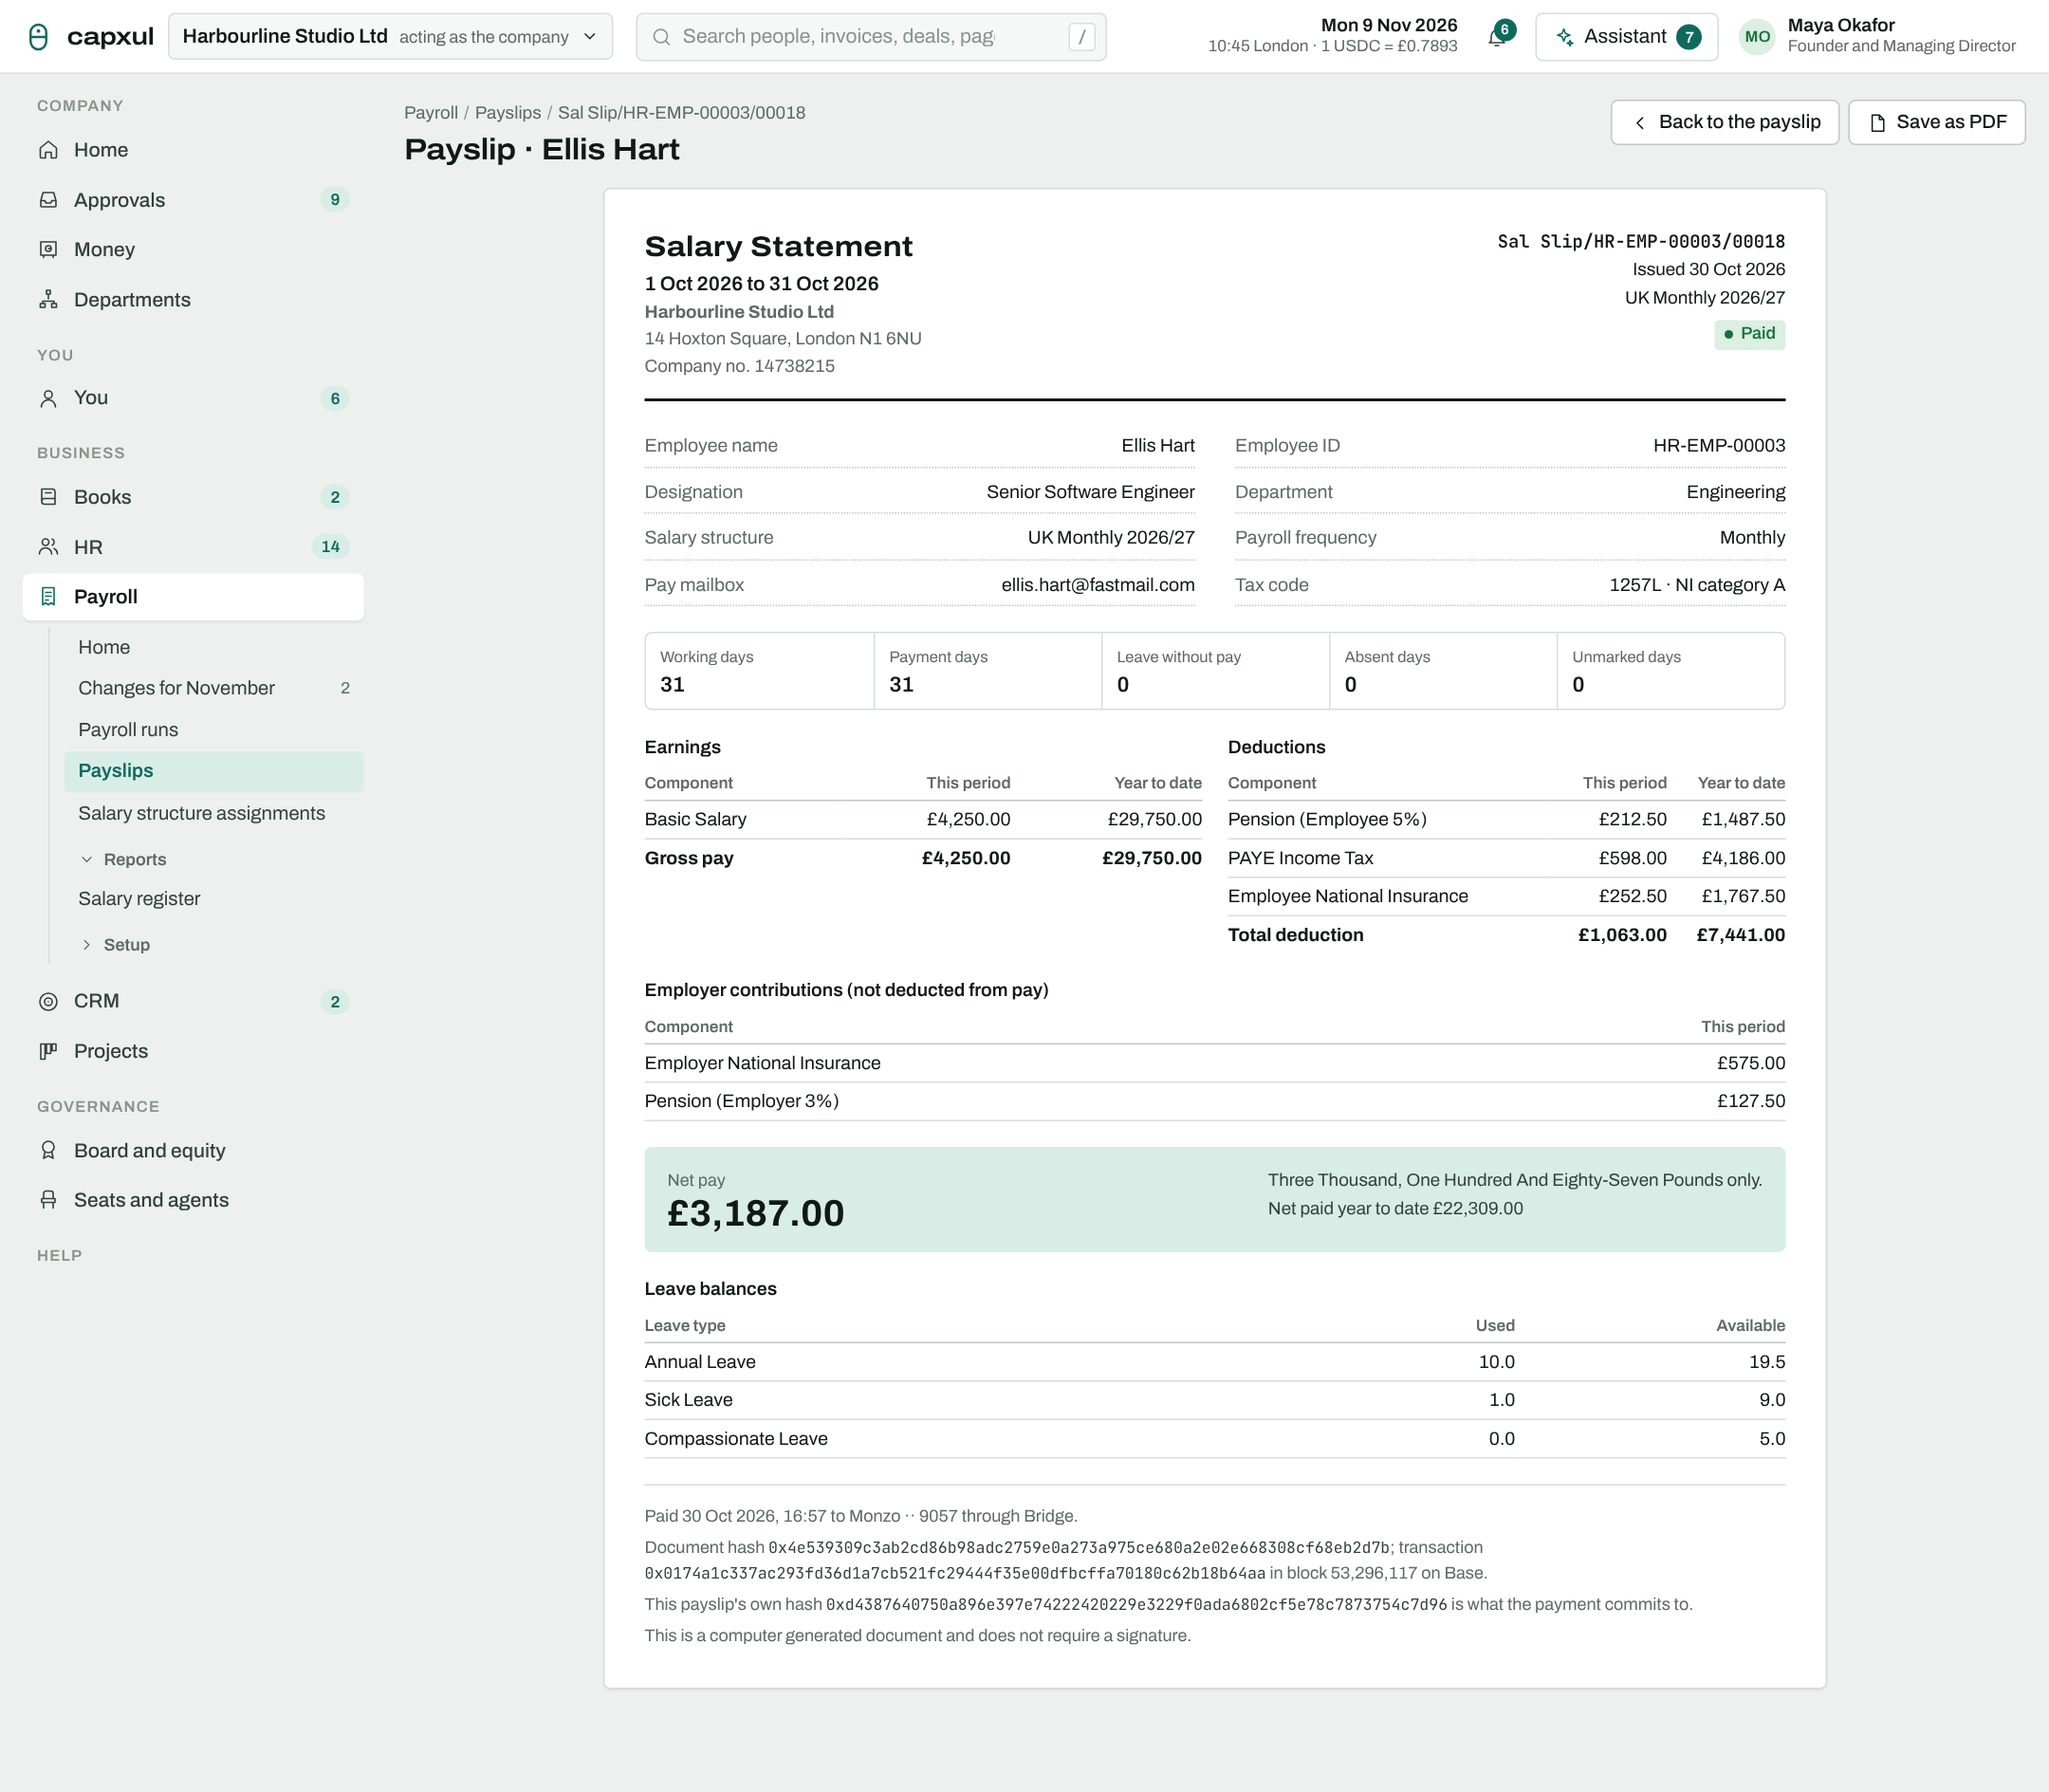 capxul
Harbourline Studio Ltd acting as the company
Search people, invoices, deals, pag
/
Mon 9 Nov 2026
10:45 London · 1 USDC = £0.7893
6
Assistant 7
MO
Maya Okafor
Founder and Managing Director
COMPANY
Home
Approvals 9
Money
Departments
YOU
You 6
BUSINESS
Books 2
HR 14
Payroll
Home
Changes for November 2
Payroll runs
Payslips
Salary structure assignments
Reports
Salary register
Setup
CRM 2
Projects
GOVERNANCE
Board and equity
Seats and agents
HELP
Payroll / Payslips / Sal Slip/HR-EMP-00003/00018
Payslip · Ellis Hart
Back to the payslip
Save as PDF
Salary Statement
1 Oct 2026 to 31 Oct 2026
Harbourline Studio Ltd
14 Hoxton Square, London N1 6NU
Company no. 14738215
Sal Slip/HR-EMP-00003/00018
Issued 30 Oct 2026
UK Monthly 2026/27
Paid
Employee name Ellis Hart
Employee ID HR-EMP-00003
Designation Senior Software Engineer
Department Engineering
Salary structure UK Monthly 2026/27
Payroll frequency Monthly
Pay mailbox ellis.hart@fastmail.com
Tax code 1257L · NI category A
Working days 31
Payment days 31
Leave without pay 0
Absent days 0
Unmarked days 0
Earnings
Component This period Year to date
Basic Salary £4,250.00 £29,750.00
Gross pay £4,250.00 £29,750.00
Deductions
Component This period Year to date
Pension (Employee 5%) £212.50 £1,487.50
PAYE Income Tax £598.00 £4,186.00
Employee National Insurance £252.50 £1,767.50
Total deduction £1,063.00 £7,441.00
Employer contributions (not deducted from pay)
Component This period
Employer National Insurance £575.00
Pension (Employer 3%) £127.50
Net pay
£3,187.00
Three Thousand, One Hundred And Eighty-Seven Pounds only.
Net paid year to date £22,309.00
Leave balances
Leave type Used Available
Annual Leave 10.0 19.5
Sick Leave 1.0 9.0
Compassionate Leave 0.0 5.0
Paid 30 Oct 2026, 16:57 to Monzo ·· 9057 through Bridge.
Document hash 0x4e539309c3ab2cd86b98adc2759e0a273a975ce680a2e02e668308cf68eb2d7b; transaction
0x0174a1c337ac293fd36d1a7cb521fc29444f35e00dfbcffa70180c62b18b64aa in block 53,296,117 on Base.
This payslip's own hash 0xd4387640750a896e397e74222420229e3229f0ada6802cf5e78c7873754c7d96 is what the payment commits to.
This is a computer generated document and does not require a signature.